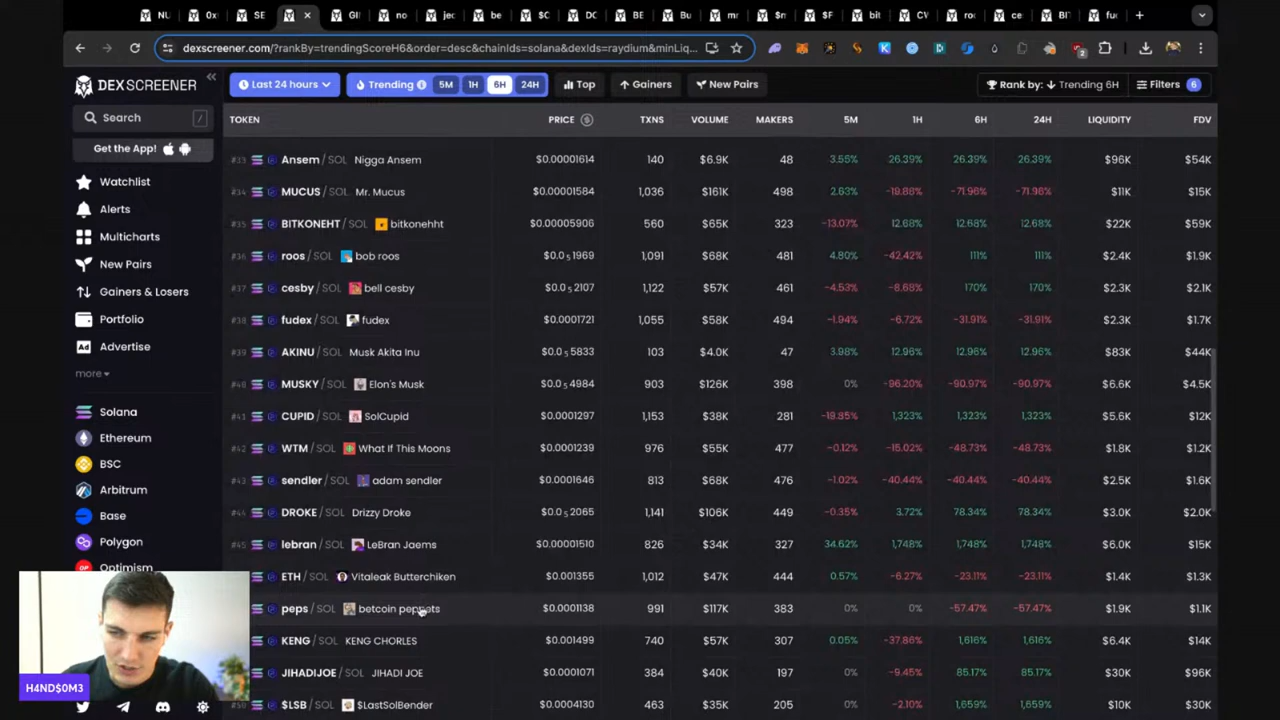 NU
0x
SE
GII
no
jec
be
$C
DC
BE
Bu
mr
$n
$F
bit
CW
roo
ce
BI
fuc
dexscreener.com/?rankBy=trendingScoreH6&order=desc&chainIds=solana&dexIds=raydium&minLiq...
2
DEXSCREENER
Last 24 hours
Trending
5M
1H
6H
24H
Top
Gainers
New Pairs
Rank by: Trending 6H
Filters 6
Search /
Get the App!
Watchlist
Alerts
Multicharts
New Pairs
Gainers & Losers
Portfolio
Advertise Ad
more
Solana
Ethereum
BSC
Arbitrum
Base
Polygon
Optimism
H4ND$0M3
TOKEN PRICE TXNS VOLUME MAKERS 5M 1H 6H 24H LIQUIDITY FDV
#33 Ansem / SOL Nigga Ansem $0.00001614 140 $6.9K 48 3.55% 26.39% 26.39% 26.39% $96K $54K
#34 MUCUS / SOL Mr. Mucus $0.00001584 1,036 $161K 498 2.63% -19.88% -71.96% -71.96% $11K $15K
#35 BITKONEHT / SOL bitkonehht $0.00005906 560 $65K 323 -13.07% 12.68% 12.68% 12.68% $22K $59K
#36 roos / SOL bob roos $0.0₅1969 1,091 $68K 481 4.80% -42.42% 111% 111% $2.4K $1.9K
#37 cesby / SOL bell cesby $0.0₅2107 1,122 $57K 461 -4.53% -8.68% 170% 170% $2.3K $2.1K
#38 fudex / SOL fudex $0.0001721 1,055 $58K 494 -1.94% -6.72% -31.91% -31.91% $2.3K $1.7K
#39 AKINU / SOL Musk Akita Inu $0.0₅5833 103 $4.0K 47 3.98% 12.96% 12.96% 12.96% $83K $44K
#40 MUSKY / SOL Elon's Musk $0.0₅4984 903 $126K 398 0% -96.20% -90.97% -90.97% $6.6K $4.5K
#41 CUPID / SOL SolCupid $0.0001297 1,153 $38K 281 -19.85% 1,323% 1,323% 1,323% $5.6K $12K
#42 WTM / SOL What If This Moons $0.0001239 976 $55K 477 -0.12% -15.02% -48.73% -48.73% $1.8K $1.2K
#43 sendler / SOL adam sendler $0.0001646 813 $68K 476 -1.02% -40.44% -40.44% -40.44% $2.5K $1.6K
#44 DROKE / SOL Drizzy Droke $0.0₅2065 1,141 $106K 449 -0.35% 3.72% 78.34% 78.34% $3.0K $2.0K
#45 lebran / SOL LeBran Jaems $0.00001510 826 $34K 327 34.62% 1,748% 1,748% 1,748% $6.0K $15K
ETH / SOL Vitaleak Butterchiken $0.001355 1,012 $47K 444 0.57% -6.27% -23.11% -23.11% $1.4K $1.3K
peps / SOL betcoin $0.0001138 991 $117K 383 0% 0% -57.47% -57.47% $1.9K $1.1K
KENG / SOL KENG CHORLES $0.001499 740 $57K 307 0.05% -37.86% 1,616% 1,616% $6.4K $14K
JIHADIJOE / SOL JIHADI JOE $0.0001071 384 $40K 197 0% -9.45% 85.17% 85.17% $30K $96K
$LSB / SOL $LastSolBender $0.0004130 463 $35K 205 0% -2.10% 1,659% 1,659% $10K $30K